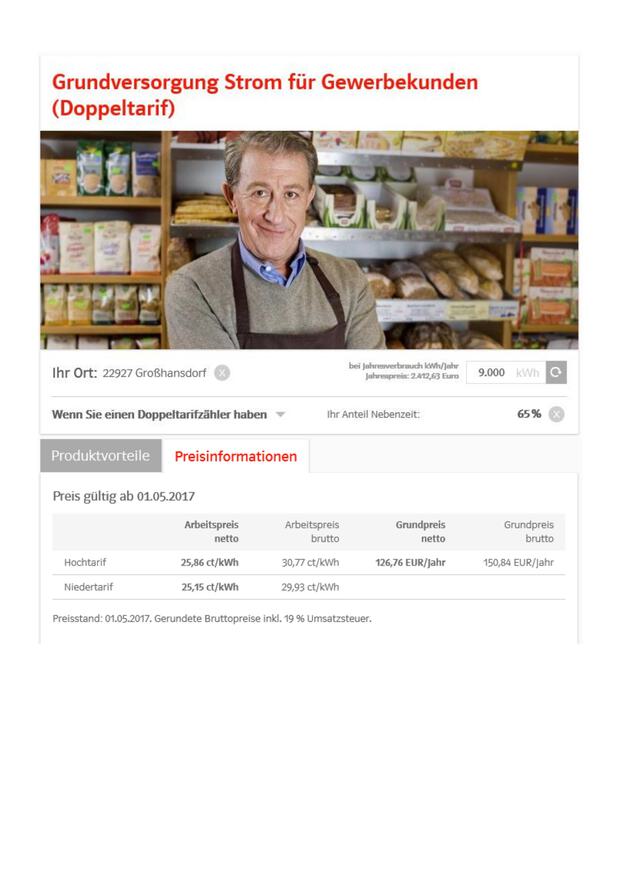 Grundversorgung Strom für Gewerbekunden
(Doppeltarif)
Ihr Ort: 22927 Großhansdorf X
bei Jahresverbrauch kWh/Jahr
Jahrespreis: 2.412,63 Euro
9.000 kWh
Wenn Sie einen Doppeltarifzähler haben
Ihr Anteil Nebenzeit: 65% X
Produktvorteile Preisinformationen
Preis gültig ab 01.05.2017
Arbeitspreis Arbeitspreis Grundpreis Grundpreis
netto brutto netto brutto
Hochtarif 25,86 ct/kWh 30,77 ct/kWh 126,76 EUR/Jahr 150,84 EUR/Jahr
Niedertarif 25,15 ct/kWh 29,93 ct/kWh
Preisstand: 01.05.2017. Gerundete Bruttopreise inkl. 19 % Umsatzsteuer.